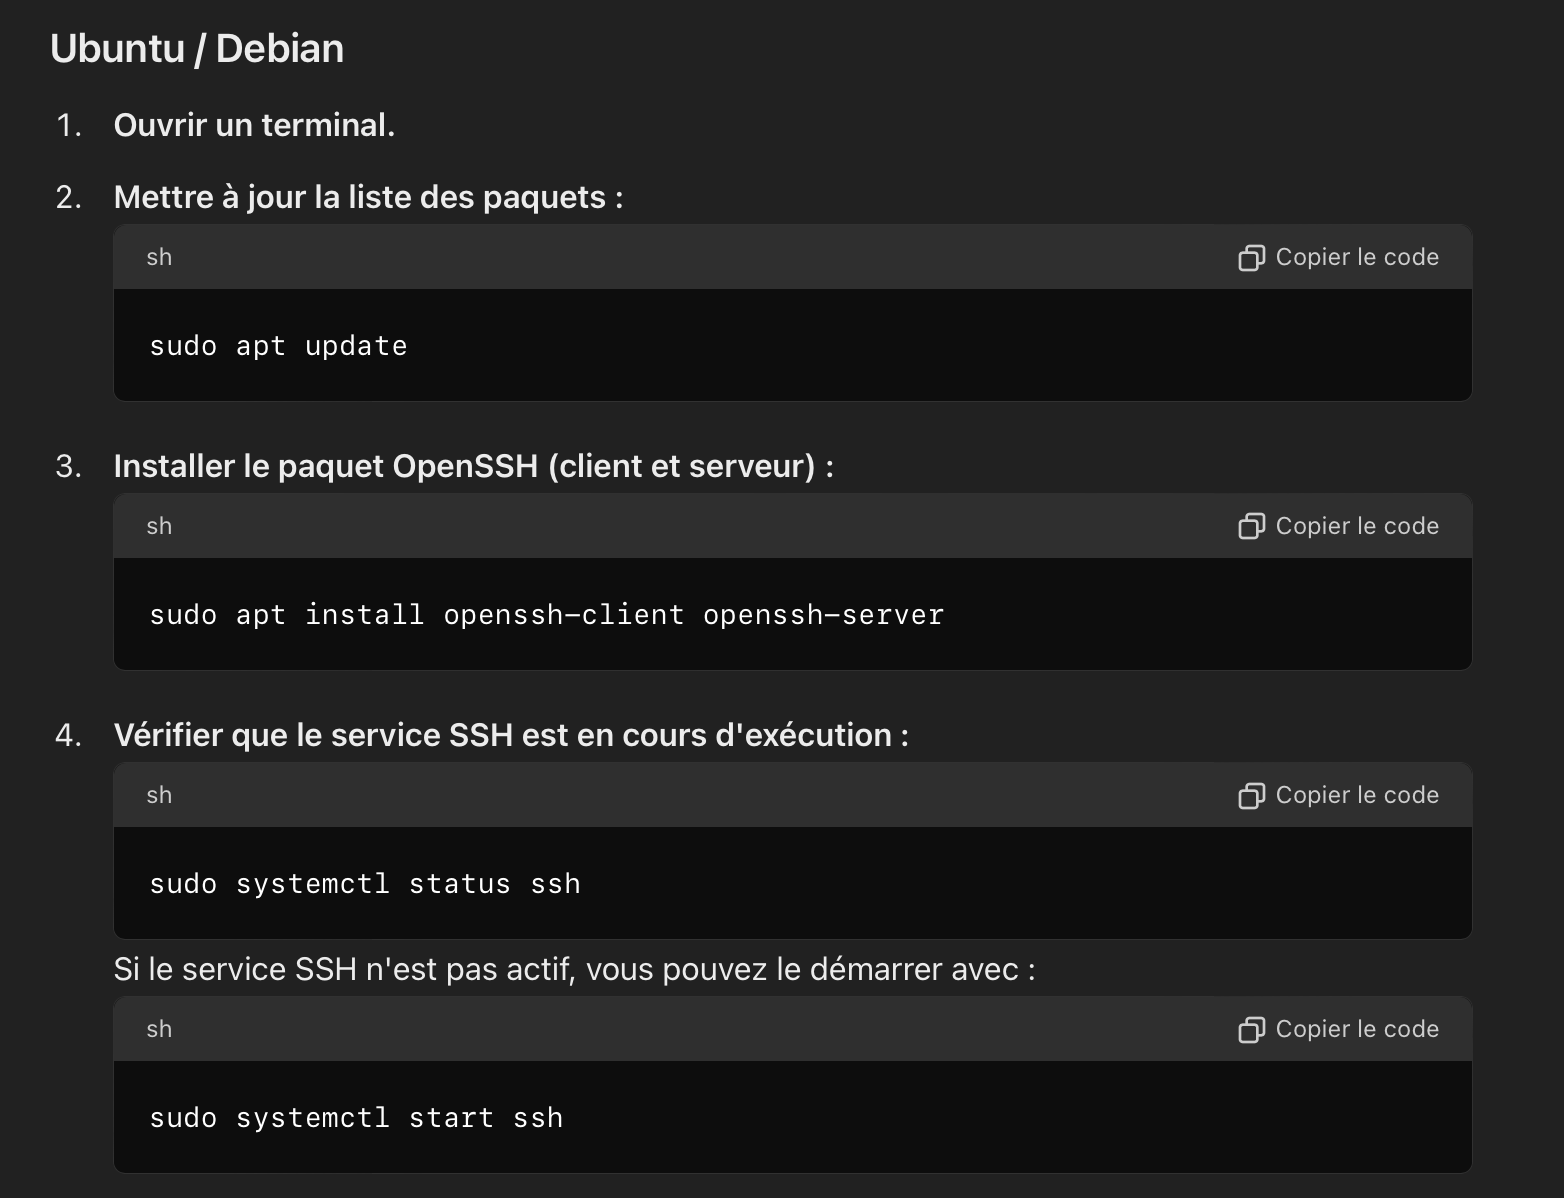 Ubuntu / Debian
1. Ouvrir un terminal.
2. Mettre à jour la liste des paquets :
sh Copier le code
sudo apt update
3. Installer le paquet OpenSSH (client et serveur) :
sh Copier le code
sudo apt install openssh-client openssh-server
4. Vérifier que le service SSH est en cours d'exécution :
sh Copier le code
sudo systemctl status ssh
Si le service SSH n'est pas actif, vous pouvez le démarrer avec :
sh Copier le code
sudo systemctl start ssh